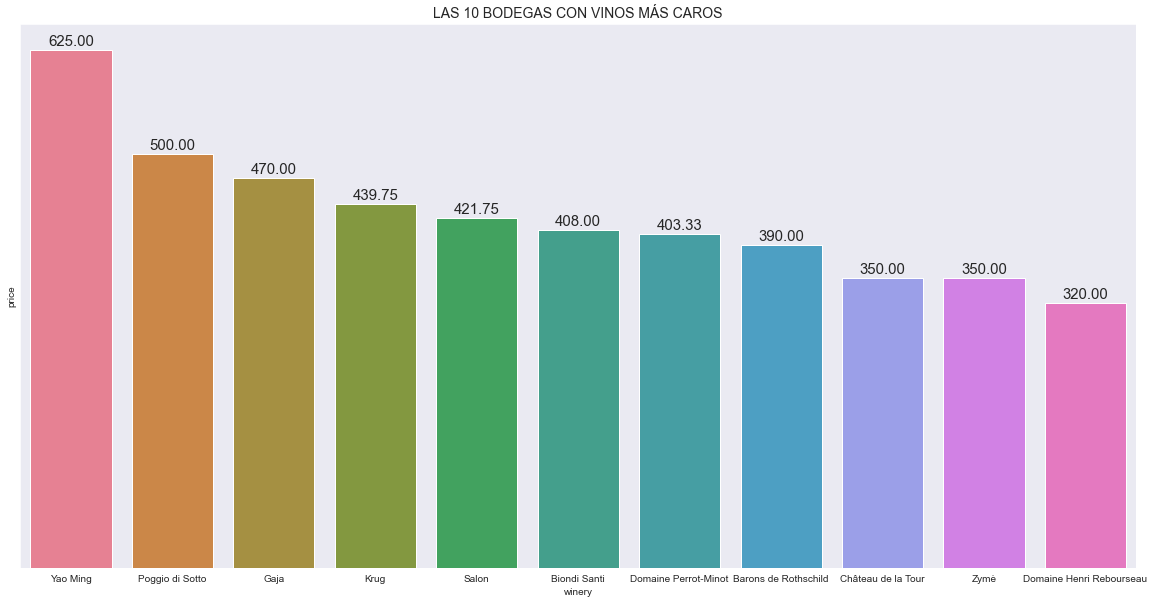 LAS 10 BODEGAS CON VINOS MÁS CAROS
625.00
500.00
470.00
439.75
421.75
408.00
403.33
390.00
350.00
350.00
320.00
price
Yao Ming
Poggio di Sotto
Gaja
Krug
Salon
Biondi Santi
Domaine Perrot-Minot
Barons de Rothschild
Château de la Tour
Zymè
Domaine Henri Rebourseau
winery